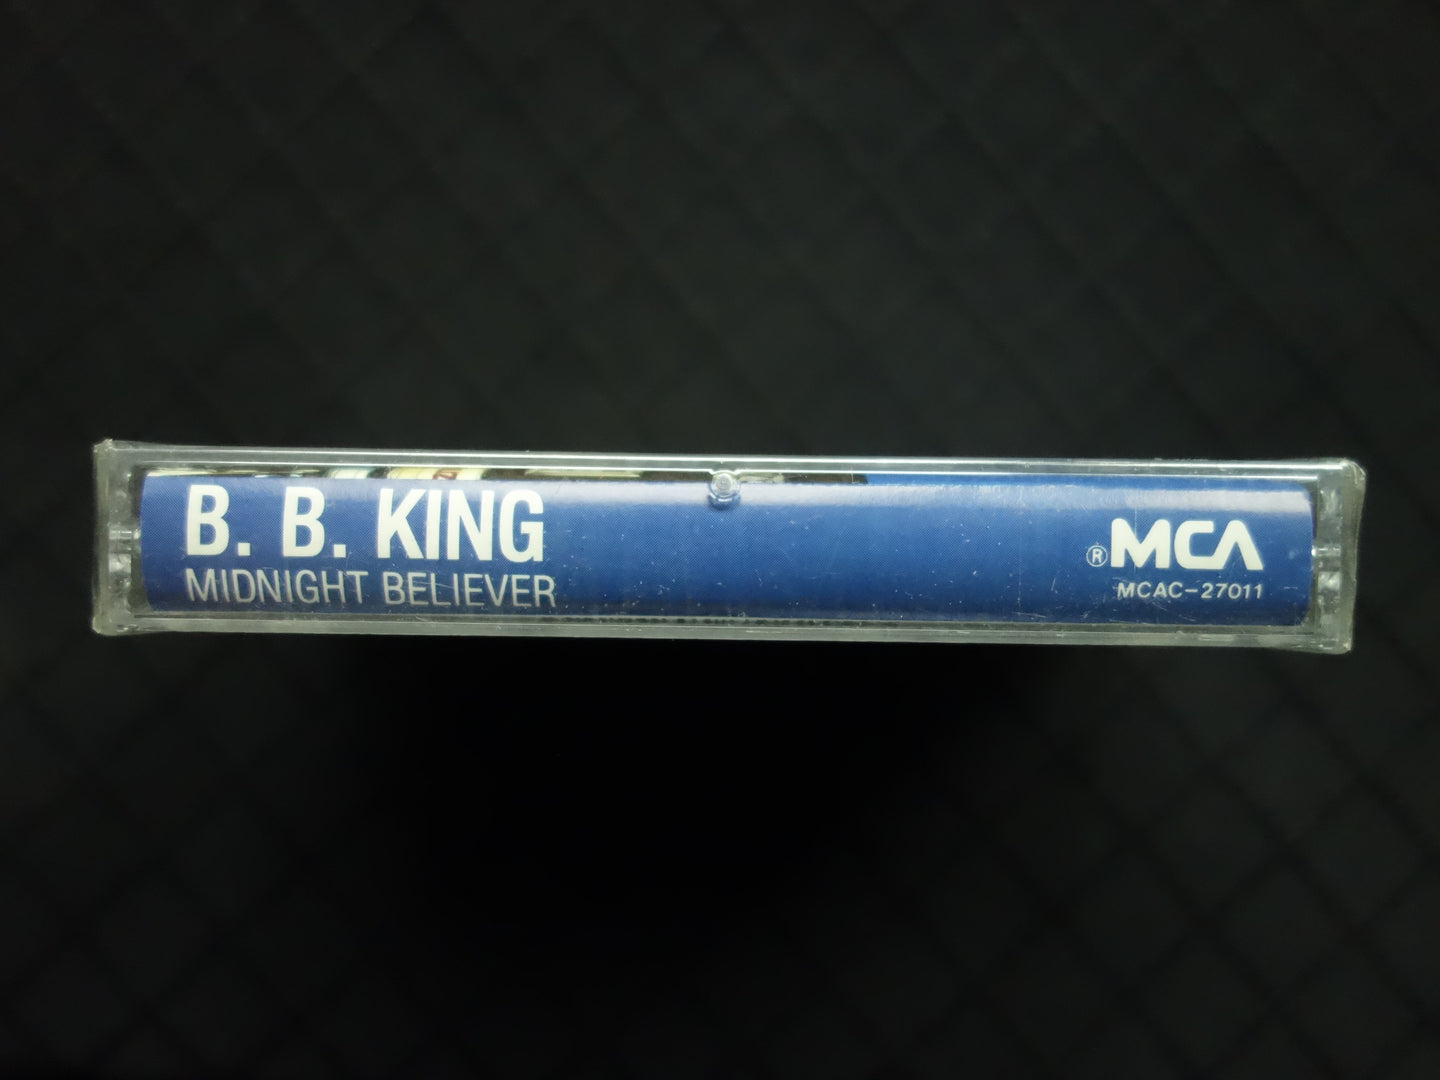 B. B. KING
MIDNIGHT BELIEVER
® MCA
MCAC-27011